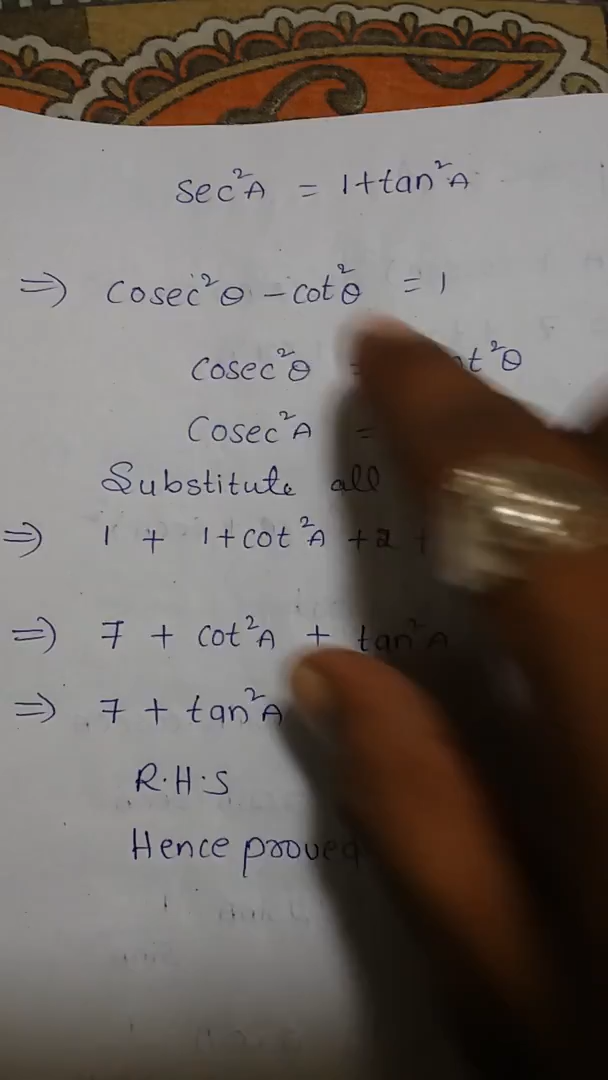 sec²A = 1+tan²A
⇒ cosec²θ - cot²θ = 1
cosec²θ = t²θ
cosec²A =
Substitute all
⇒ 1 + 1+cot²A +2 +
⇒ 7 + cot²A + tan²A
⇒ 7 + tan²A
R.H.S
Hence proved